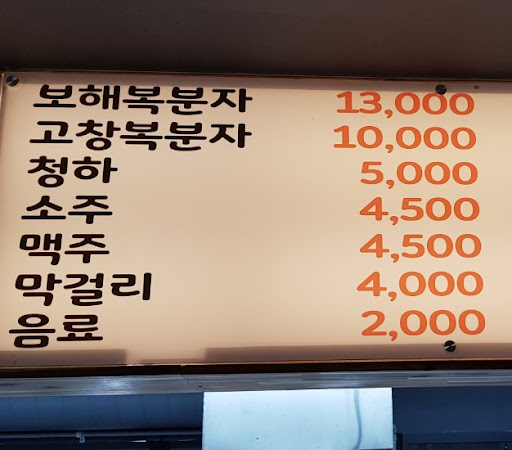 보해복분자 13,000
고창복분자 10,000
청하 5,000
소주 4,500
맥주 4,500
막걸리 4,000
음료 2,000